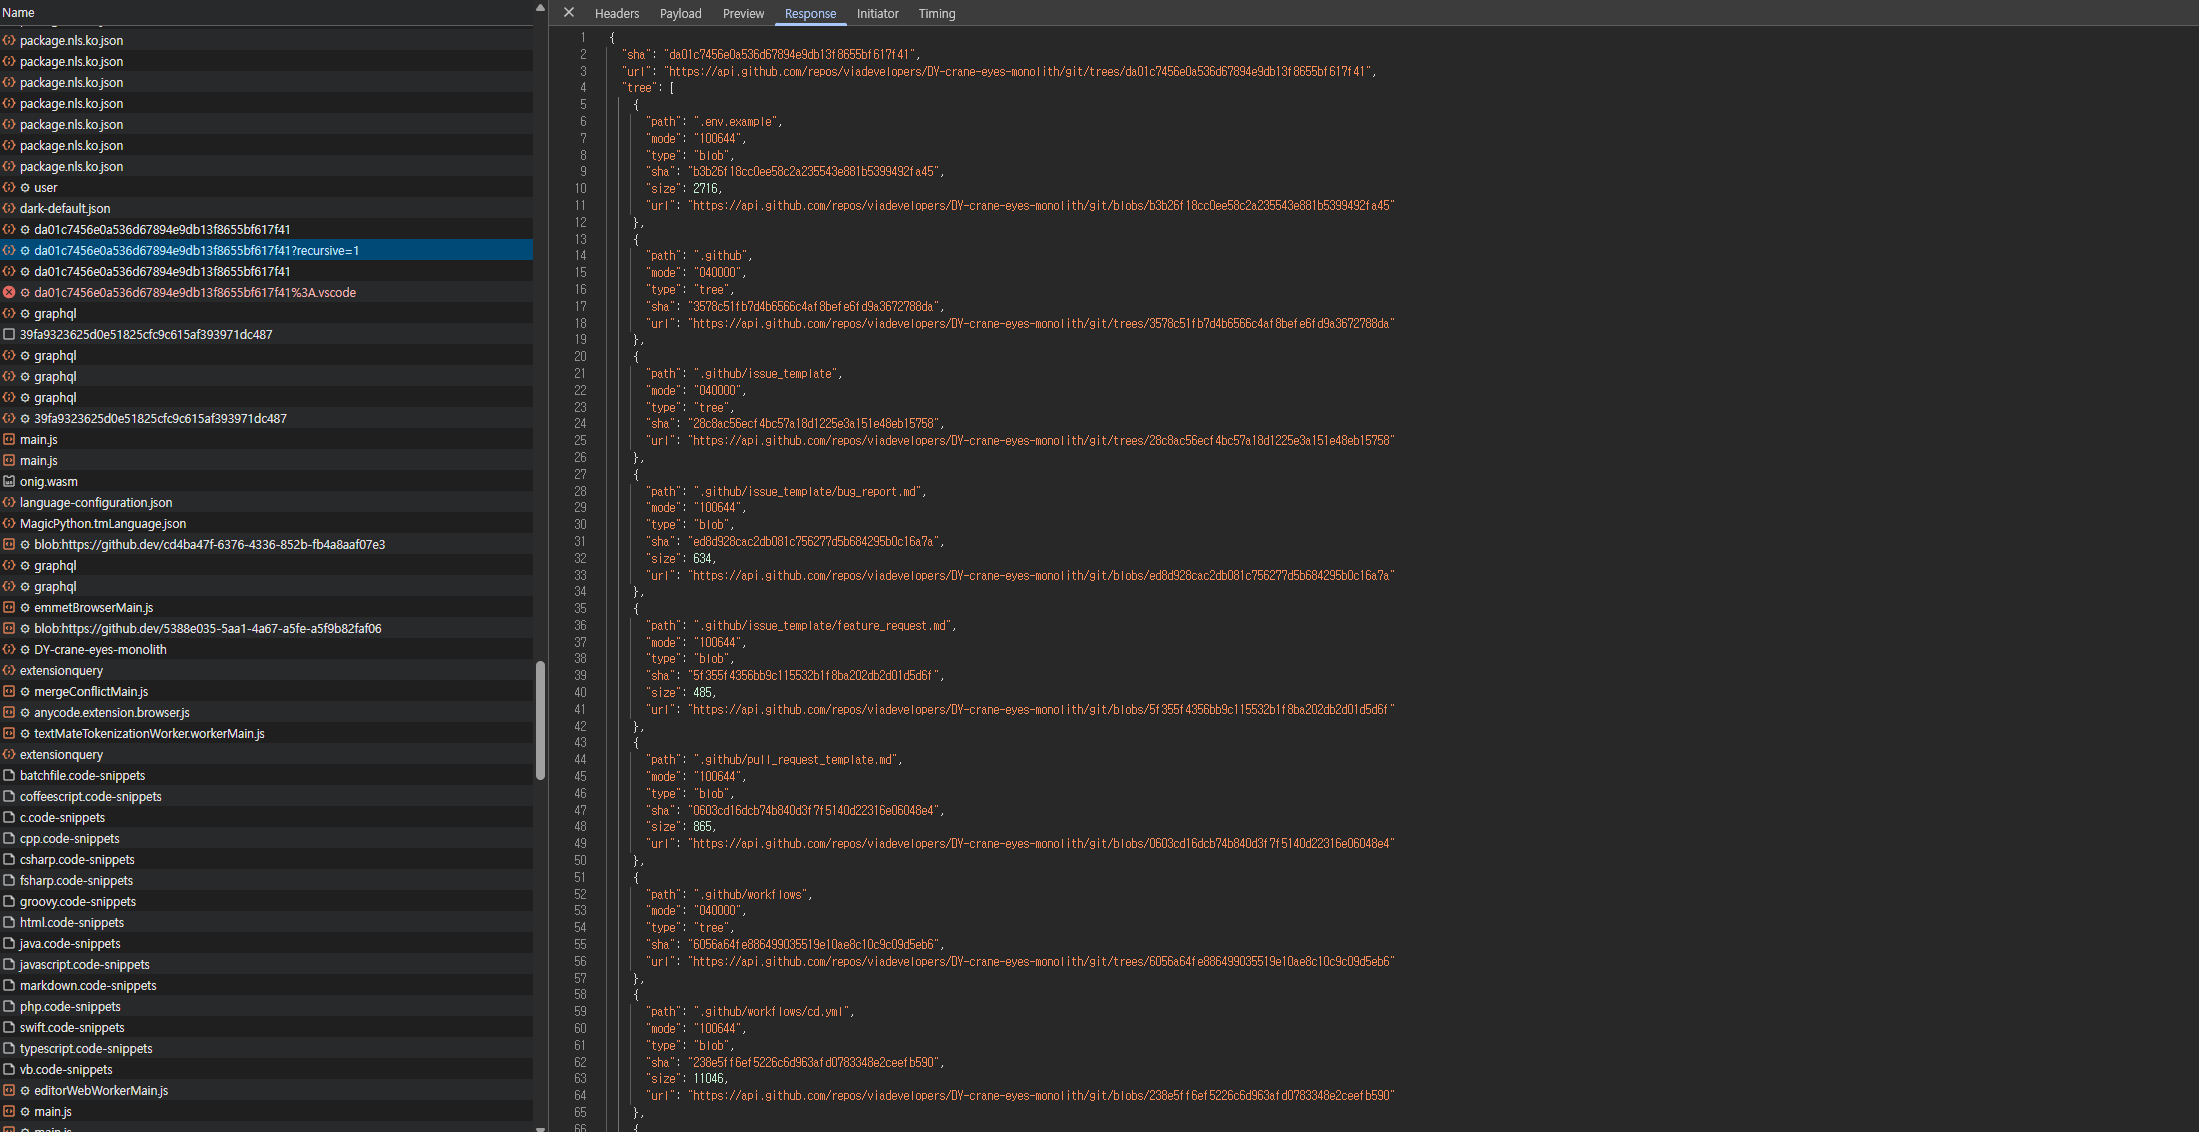 Name
package.nls.ko.json
package.nls.ko.json
package.nls.ko.json
package.nls.ko.json
package.nls.ko.json
package.nls.ko.json
package.nls.ko.json
user
dark-default.json
da01c7456e0a536d67894e9db13f8655bf617f41
da01c7456e0a536d67894e9db13f8655bf617f41?recursive=1
da01c7456e0a536d67894e9db13f8655bf617f41
da01c7456e0a536d67894e9db13f8655bf617f41%3A.vscode
graphql
39fa9323625d0e51825cfc9c615af393971dc487
graphql
graphql
graphql
39fa9323625d0e51825cfc9c615af393971dc487
main.js
main.js
onig.wasm
language-configuration.json
MagicPython.tmLanguage.json
blob:https://github.dev/cd4ba47f-6376-4336-852b-fb4a8aaf07e3
graphql
graphql
emmetBrowserMain.js
blob:https://github.dev/5388e035-5aa1-4a67-a5fe-a5f9b82faf06
DY-crane-eyes-monolith
extensionquery
mergeConflictMain.js
anycode.extension.browser.js
textMateTokenizationWorker.workerMain.js
extensionquery
batchfile.code-snippets
coffeescript.code-snippets
c.code-snippets
cpp.code-snippets
csharp.code-snippets
fsharp.code-snippets
groovy.code-snippets
html.code-snippets
java.code-snippets
javascript.code-snippets
markdown.code-snippets
php.code-snippets
swift.code-snippets
typescript.code-snippets
vb.code-snippets
editorWebWorkerMain.js
main.js
main.js
Headers Payload Preview Response Initiator Timing
1 {
2 "sha": "da01c7456e0a536d67894e9db13f8655bf617f41",
3 "url": "https://api.github.com/repos/viadevelopers/DY-crane-eyes-monolith/git/trees/da01c7456e0a536d67894e9db13f8655bf617f41",
4 "tree": [
5 {
6 "path": ".env.example",
7 "mode": "100644",
8 "type": "blob",
9 "sha": "b3b26f18cc0ee58c2a235543e881b5399492fa45",
10 "size": 2716,
11 "url": "https://api.github.com/repos/viadevelopers/DY-crane-eyes-monolith/git/blobs/b3b26f18cc0ee58c2a235543e881b5399492fa45"
12 },
13 {
14 "path": ".github",
15 "mode": "040000",
16 "type": "tree",
17 "sha": "3578c51fb7d4b6566c4af8befe6fd9a3672788da",
18 "url": "https://api.github.com/repos/viadevelopers/DY-crane-eyes-monolith/git/trees/3578c51fb7d4b6566c4af8befe6fd9a3672788da"
19 },
20 {
21 "path": ".github/issue_template",
22 "mode": "040000",
23 "type": "tree",
24 "sha": "28c8ac56ecf4bc57a18d1225e3a151e48eb15758",
25 "url": "https://api.github.com/repos/viadevelopers/DY-crane-eyes-monolith/git/trees/28c8ac56ecf4bc57a18d1225e3a151e48eb15758"
26 },
27 {
28 "path": ".github/issue_template/bug_report.md",
29 "mode": "100644",
30 "type": "blob",
31 "sha": "ed8d928cac2db081c756277d5b684295b0c16a7a",
32 "size": 634,
33 "url": "https://api.github.com/repos/viadevelopers/DY-crane-eyes-monolith/git/blobs/ed8d928cac2db081c756277d5b684295b0c16a7a"
34 },
35 {
36 "path": ".github/issue_template/feature_request.md",
37 "mode": "100644",
38 "type": "blob",
39 "sha": "5f355f4356bb9c115532b1f8ba202db2d01d5d6f",
40 "size": 485,
41 "url": "https://api.github.com/repos/viadevelopers/DY-crane-eyes-monolith/git/blobs/5f355f4356bb9c115532b1f8ba202db2d01d5d6f"
42 },
43 {
44 "path": ".github/pull_request_template.md",
45 "mode": "100644",
46 "type": "blob",
47 "sha": "0603cd16dcb74b840d3f7f5140d22316e06048e4",
48 "size": 865,
49 "url": "https://api.github.com/repos/viadevelopers/DY-crane-eyes-monolith/git/blobs/0603cd16dcb74b840d3f7f5140d22316e06048e4"
50 },
51 {
52 "path": ".github/workflows",
53 "mode": "040000",
54 "type": "tree",
55 "sha": "6056a64fe886499035519e10ae8c10c9c09d5eb6",
56 "url": "https://api.github.com/repos/viadevelopers/DY-crane-eyes-monolith/git/trees/6056a64fe886499035519e10ae8c10c9c09d5eb6"
57 },
58 {
59 "path": ".github/workflows/cd.yml",
60 "mode": "100644",
61 "type": "blob",
62 "sha": "238e5ff6ef5226c6d963afd0783348e2ceefb590",
63 "size": 11046,
64 "url": "https://api.github.com/repos/viadevelopers/DY-crane-eyes-monolith/git/blobs/238e5ff6ef5226c6d963afd0783348e2ceefb590"
65 },
66 {